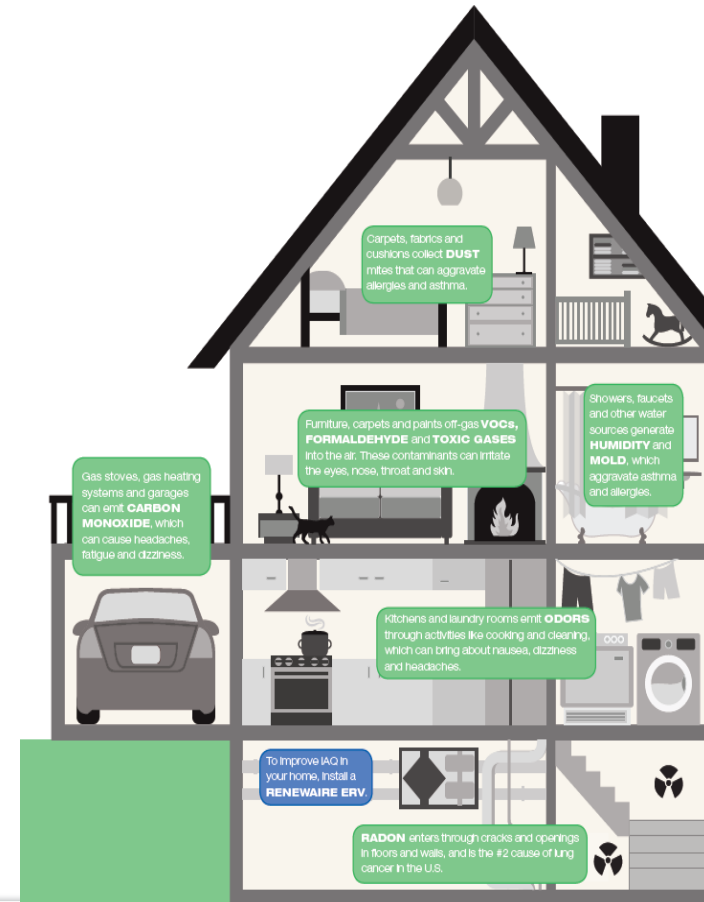 Carpets, fabrics and
cushions collect DUST
mites that can aggravate
allergies and asthma.
Furniture, carpets and paints off-gas VOCs,
FORMALDEHYDE and TOXIC GASES
into the air. These contaminants can irritate
the eyes, nose, throat and skin.
Showers, faucets
and other water
sources generate
HUMIDITY and
MOLD, which
aggravate asthma
and allergies.
Gas stoves, gas heating
systems and garages
can emit CARBON
MONOXIDE, which
can cause headaches,
fatigue and dizziness.
Kitchens and laundry rooms emit ODORS
through activities like cooking and cleaning,
which can bring about nausea, dizziness
and headaches.
To improve IAQ in
your home, install a
RENEWAIRE ERV.
RADON enters through cracks and openings
in floors and walls, and is the #2 cause of lung
cancer in the U.S.